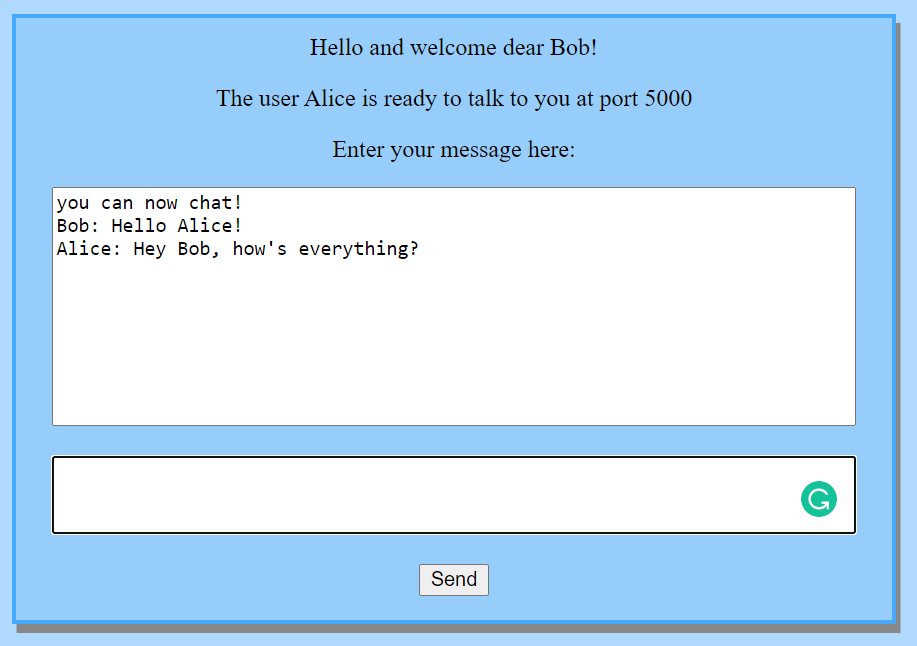 Hello and welcome dear Bob!
The user Alice is ready to talk to you at port 5000
Enter your message here:
you can now chat!
Bob: Hello Alice!
Alice: Hey Bob, how's everything?
Send